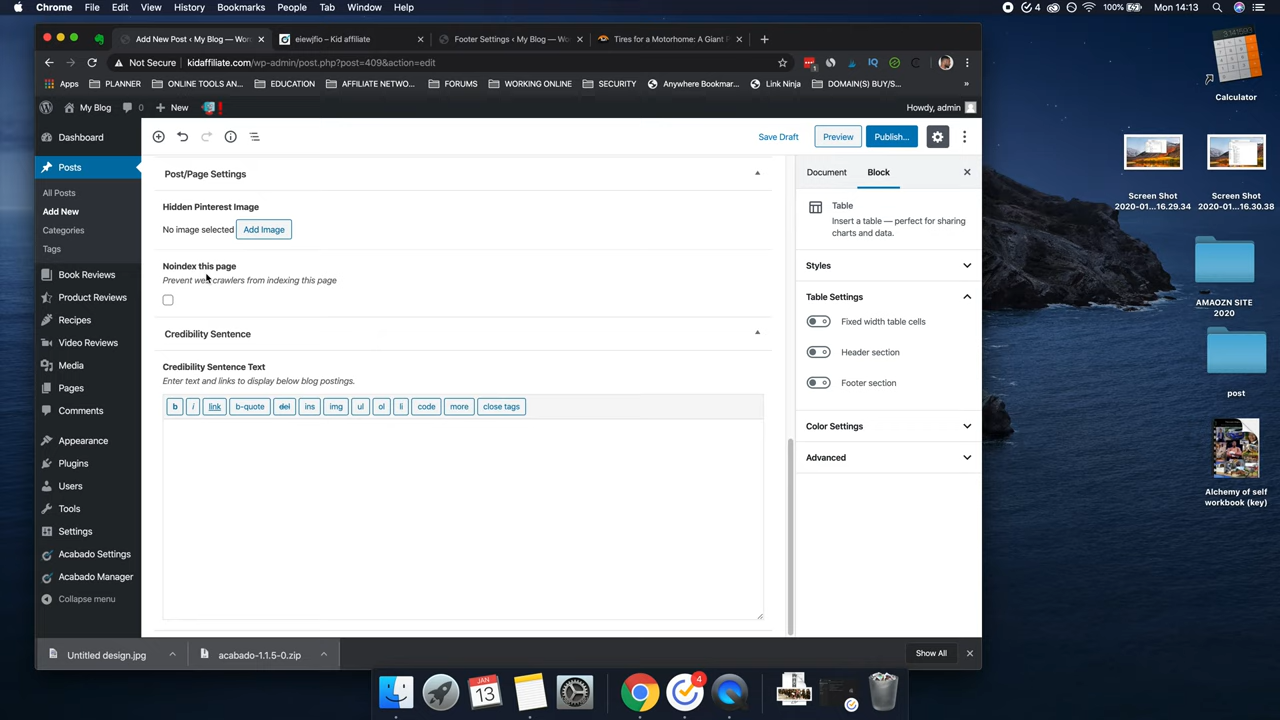 Chrome File Edit View History Bookmarks People Tab Window Help 100% Mon 14:13
Add New Post ‹ My Blog — Wor eiewjfio – Kid affiliate Footer Settings ‹ My Blog — Wor Tires for a Motorhome: A Giant F
Not Secure kidaffiliate.com/wp-admin/post.php?post=409&action=edit
Apps PLANNER ONLINE TOOLS AN... EDUCATION AFFILIATE NETWO... FORUMS WORKING ONLINE SECURITY Anywhere Bookmar... Link Ninja DOMAIN(S) BUY/S...
My Blog 0 New Howdy, admin
Save Draft Preview Publish...
Dashboard
Posts
All Posts
Add New
Categories
Tags
Book Reviews
Product Reviews
Recipes
Video Reviews
Media
Pages
Comments
Appearance
Plugins
Users
Tools
Settings
Acabado Settings
Acabado Manager
Collapse menu
Post/Page Settings
Hidden Pinterest Image
No image selected Add Image
Noindex this page
Prevent web crawlers from indexing this page
Credibility Sentence
Credibility Sentence Text
Enter text and links to display below blog postings.
b i link b-quote del ins img ul ol li code more close tags
Document Block
Table
Insert a table — perfect for sharing
charts and data.
Styles
Table Settings
Fixed width table cells
Header section
Footer section
Color Settings
Advanced
Untitled design.jpg acabado-1.1.5-0.zip Show All
Calculator
Screen Shot
2020-01...16.29.34
Screen Shot
2020-01...16.30.38
AMAOZN SITE
2020
post
Alchemy of self
workbook (key)
JAN
13
4